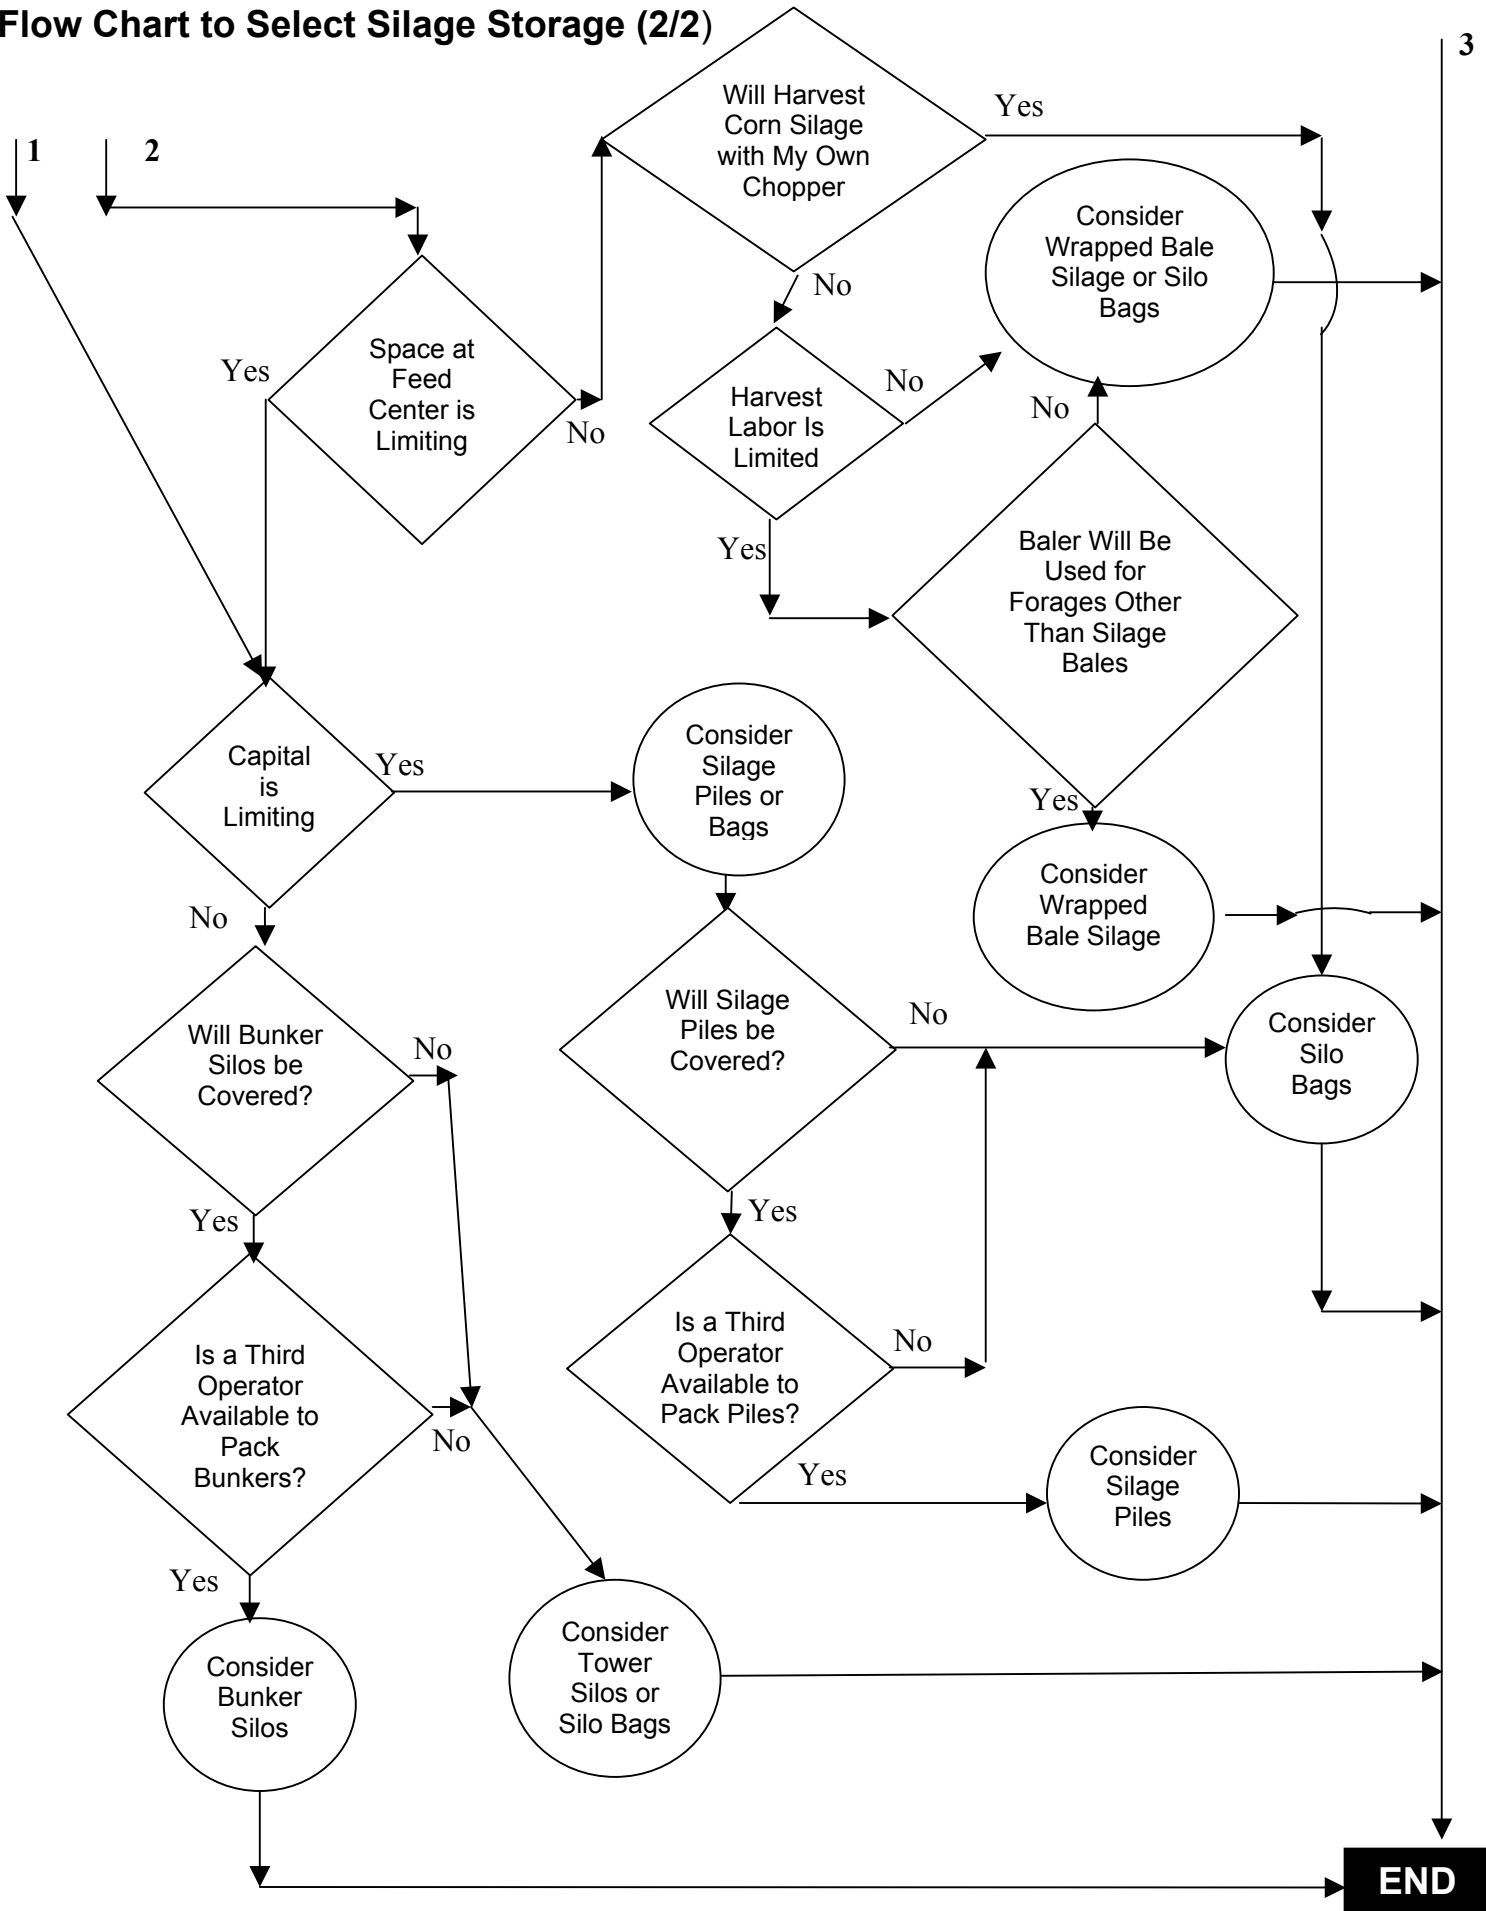 Flow Chart to Select Silage Storage (2/2)
3
Will Harvest
Corn Silage
with My Own
Chopper
Yes
1
2
Consider
Wrapped Bale
Silage or Silo
Bags
No
Space at
Feed
Center is
Limiting
Yes
No
Harvest
Labor Is
Limited
No
No
Yes
Baler Will Be
Used for
Forages Other
Than Silage
Bales
Capital
is
Limiting
Yes
Consider
Silage
Piles or
Bags
Yes
Consider
Wrapped
Bale Silage
No
Will Bunker
Silos be
Covered?
No
Will Silage
Piles be
Covered?
No
Consider
Silo
Bags
Yes
Yes
Is a Third
Operator
Available to
Pack
Bunkers?
No
Is a Third
Operator
Available to
Pack Piles?
No
Yes
Consider
Silage
Piles
Yes
Consider
Bunker
Silos
Consider
Tower
Silos or
Silo Bags
END